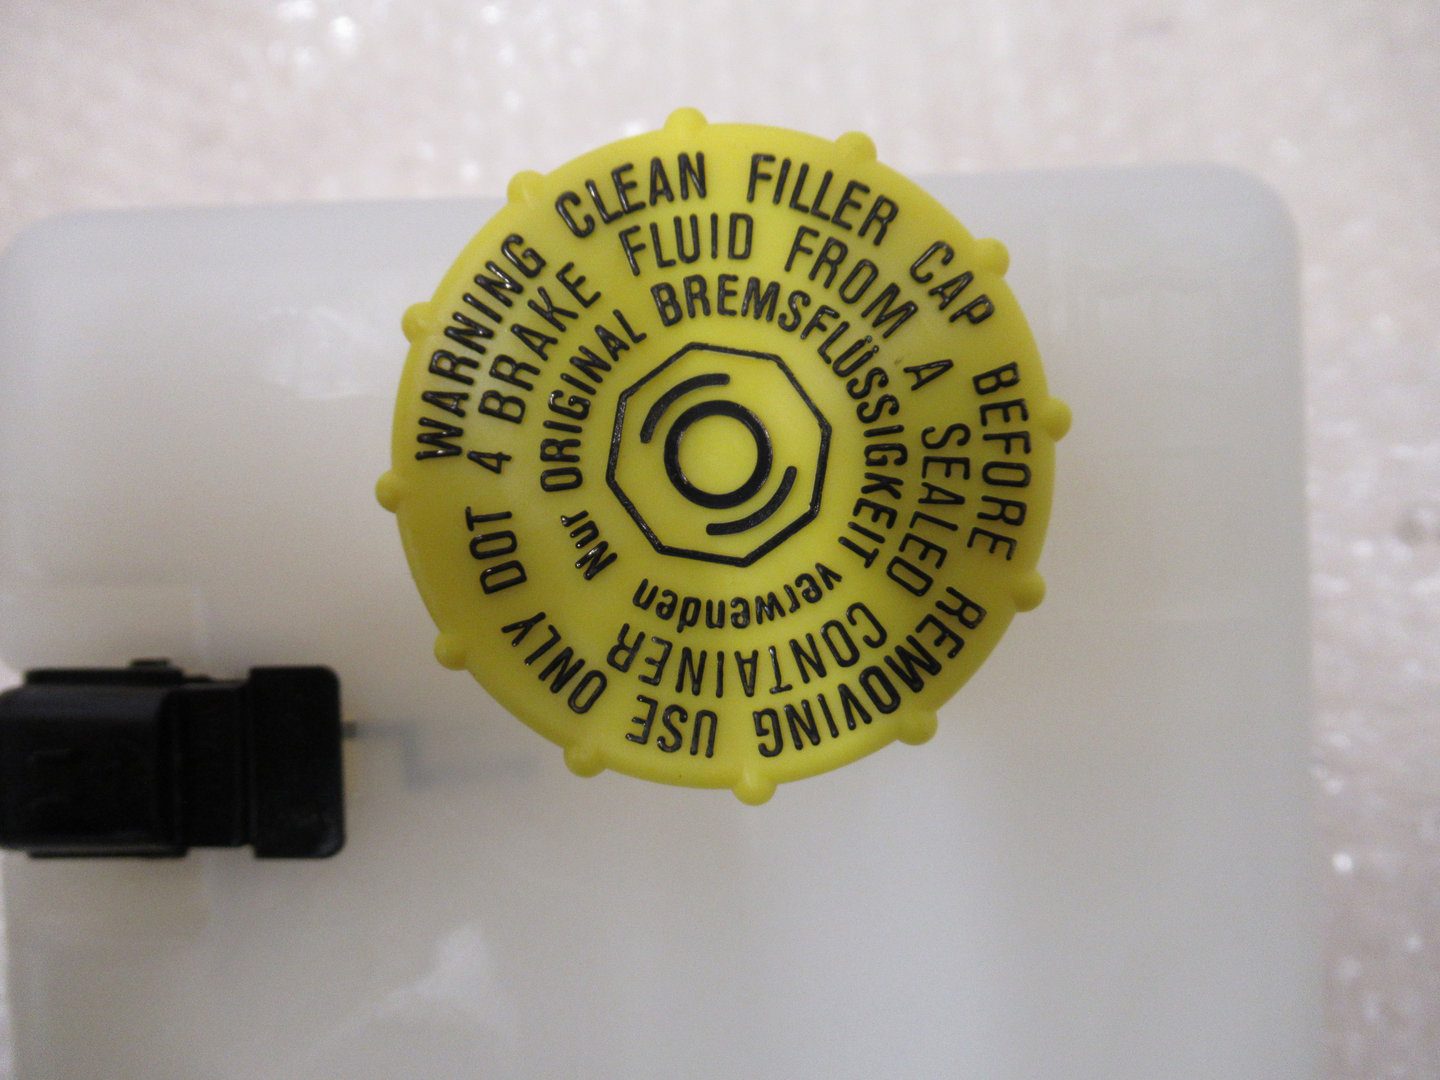 WARNING CLEAN FILLER CAP BEFORE REMOVING USE ONLY DOT
4 BRAKE FLUID FROM A SEALED CONTAINER
Nur ORIGINAL BREMSFLÜSSIGKEIT verwenden